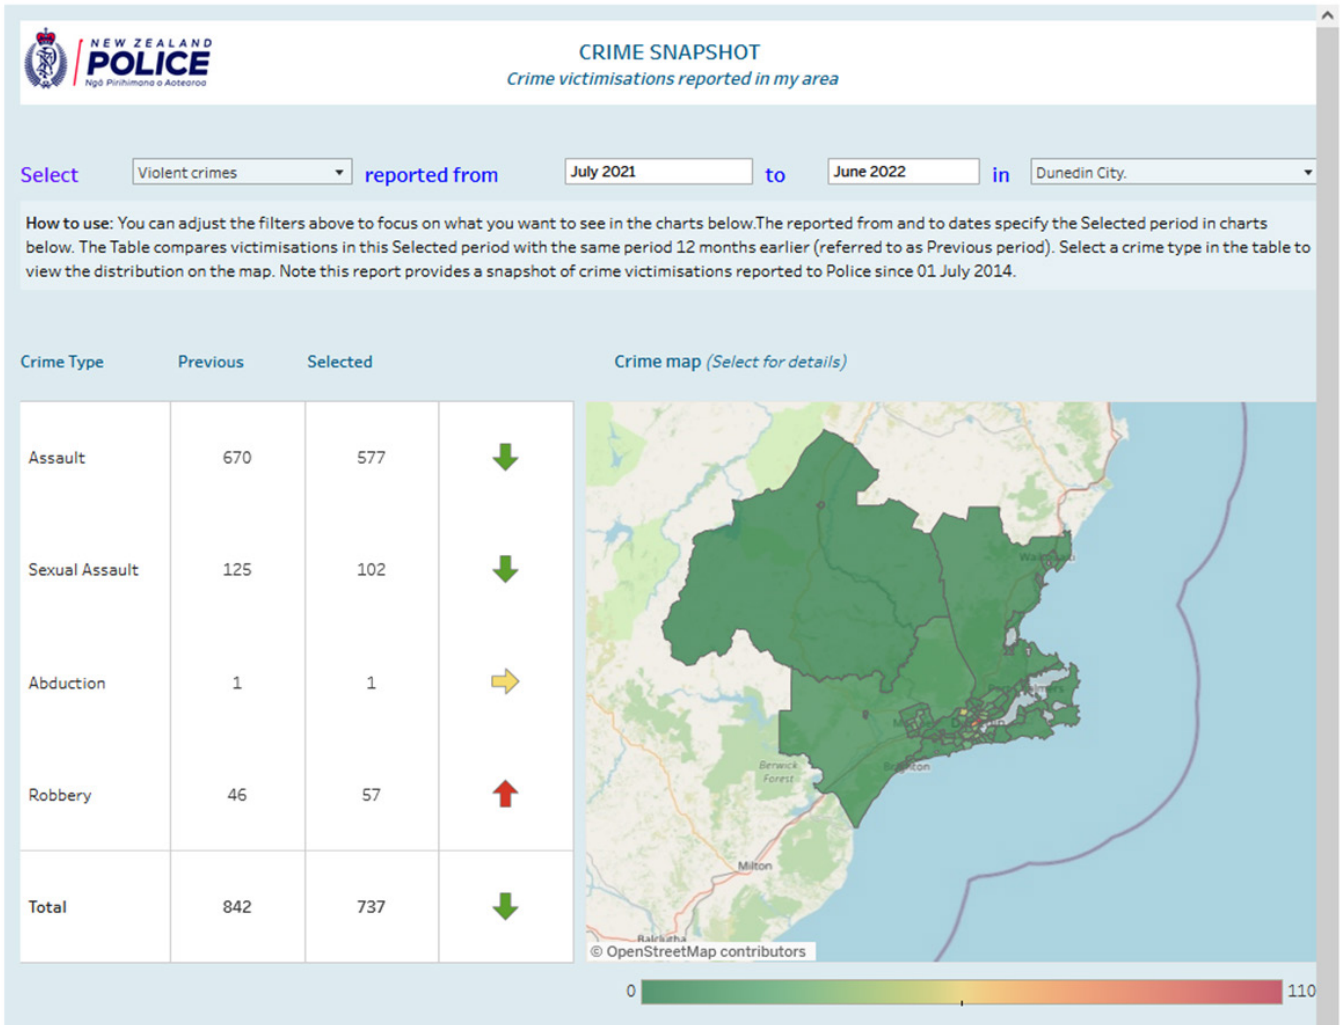 NEW ZEALAND
POLICE
Ngā Pirihimana o Aotearoa
CRIME SNAPSHOT
Crime victimisations reported in my area
Select Violent crimes reported from July 2021 to June 2022 in Dunedin City.
How to use: You can adjust the filters above to focus on what you want to see in the charts below.The reported from and to dates specify the Selected period in charts
below. The Table compares victimisations in this Selected period with the same period 12 months earlier (referred to as Previous period). Select a crime type in the table to
view the distribution on the map. Note this report provides a snapshot of crime victimisations reported to Police since 01 July 2014.
Crime Type Previous Selected
Crime map (Select for details)
Assault 670 577
Sexual Assault 125 102
Abduction 1 1
Robbery 46 57
Total 842 737
Berwick
Forest
Brighton
Milton
Balclutha
© OpenStreetMap contributors
0 110